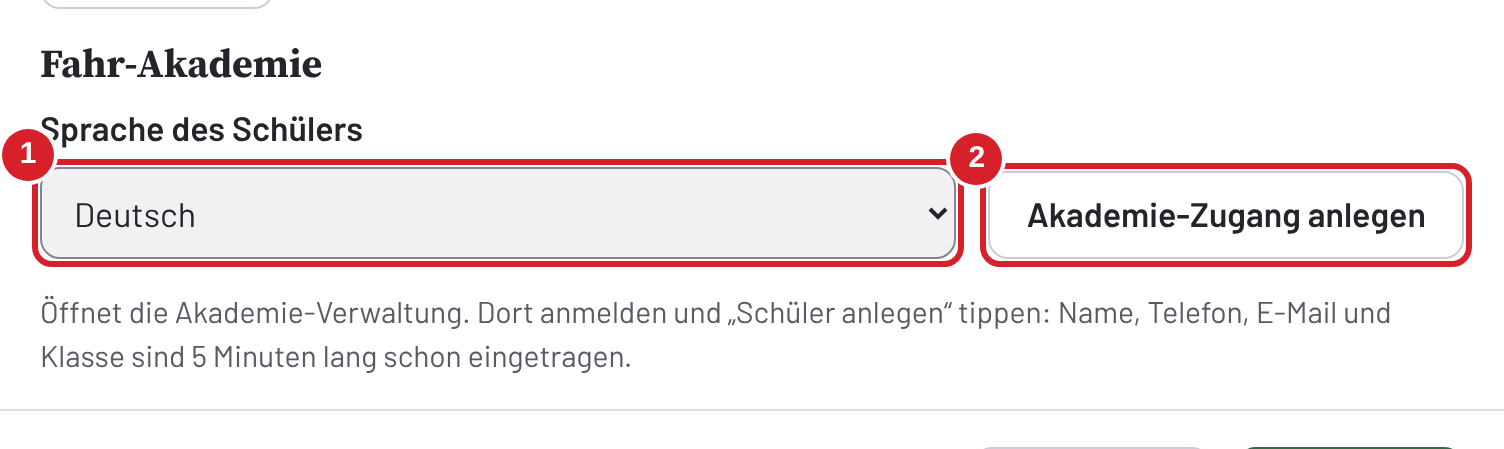 Fahr-Akademie
Sprache des Schülers
1
2
Deutsch
Akademie-Zugang anlegen
Öffnet die Akademie-Verwaltung. Dort anmelden und „Schüler anlegen“ tippen: Name, Telefon, E-Mail und
Klasse sind 5 Minuten lang schon eingetragen.